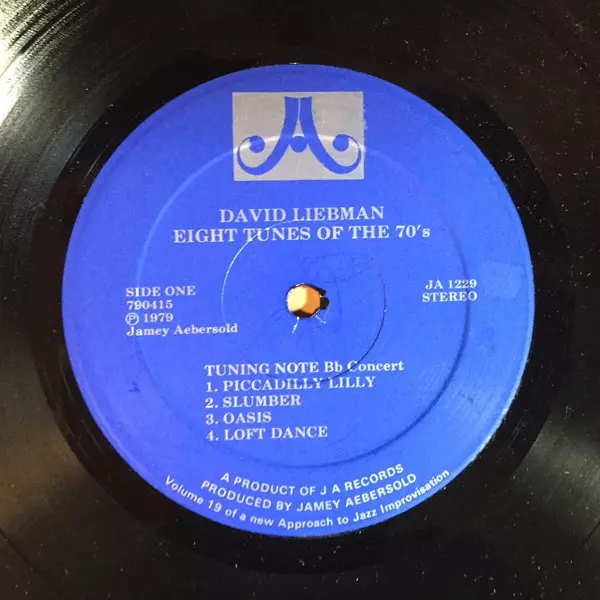 DAVID LIEBMAN
EIGHT TUNES OF THE 70's
SIDE ONE
790415
℗ 1979
Jamey Aebersold
JA 1229
STEREO
TUNING NOTE Bb Concert
1. PICCADILLY LILLY
2. SLUMBER
3. OASIS
4. LOFT DANCE
A PRODUCT OF J A RECORDS
PRODUCED BY JAMEY AEBERSOLD
Volume 19 of a new Approach to Jazz Improvisation